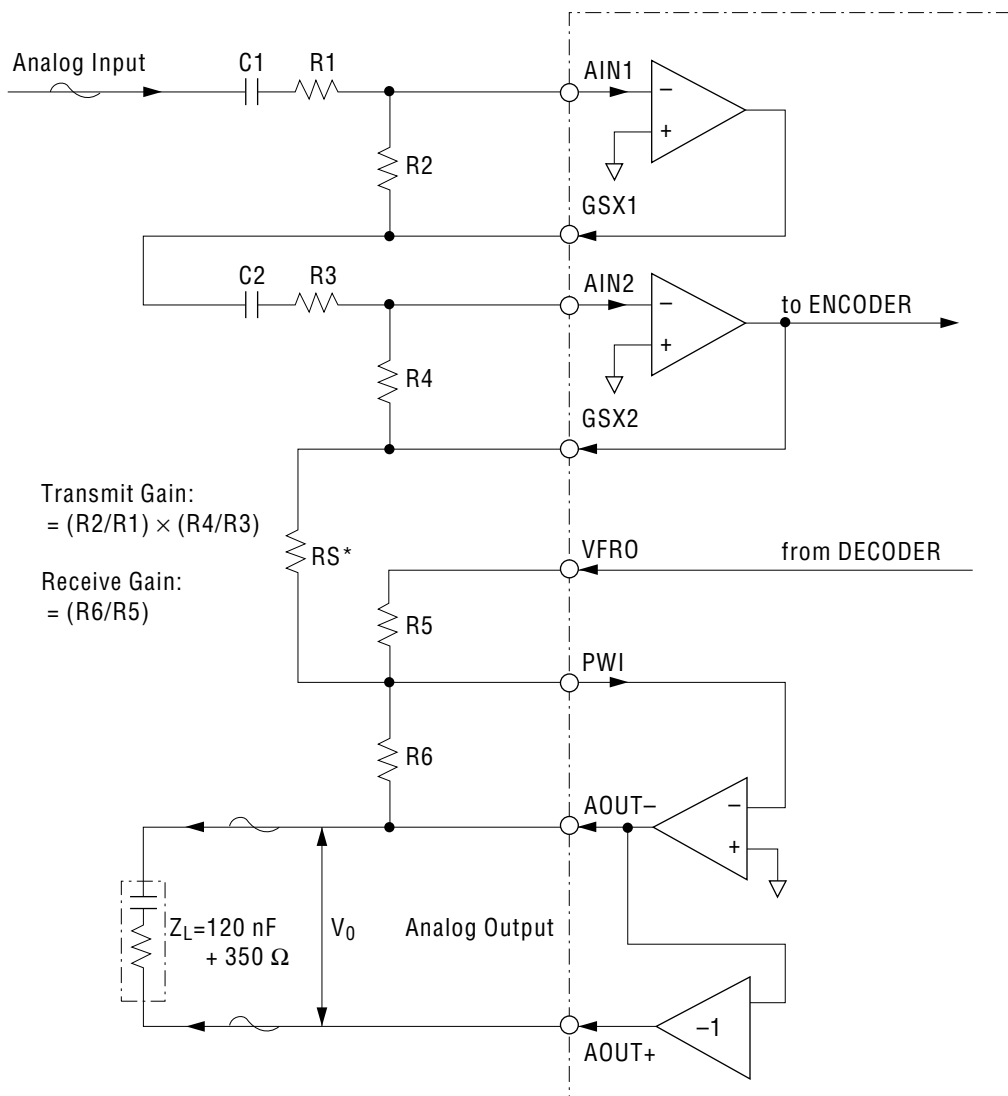 Analog Input
C1
R1
AIN1
–
+
R2
GSX1
C2
R3
AIN2
–
+
to ENCODER
R4
GSX2
Transmit Gain:
= (R2/R1) × (R4/R3)
RS*
VFRO
from DECODER
Receive Gain:
= (R6/R5)
R5
PWI
R6
AOUT–
–
+
ZL=120 nF
+ 350 Ω
V0
Analog Output
–1
AOUT+